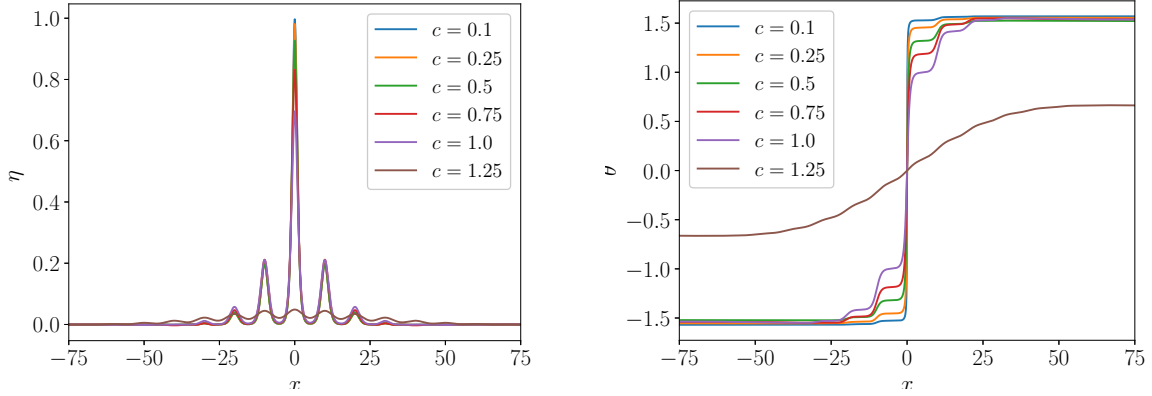 1.0
0.8
0.6
0.4
0.2
0.0
η
c = 0.1
c = 0.25
c = 0.5
c = 0.75
c = 1.0
c = 1.25
−75 −50 −25 0 25 50 75
x
1.5
1.0
0.5
0.0
−0.5
−1.0
−1.5
c = 0.1
c = 0.25
c = 0.5
c = 0.75
c = 1.0
c = 1.25
−75 −50 −25 0 25 50 75
x